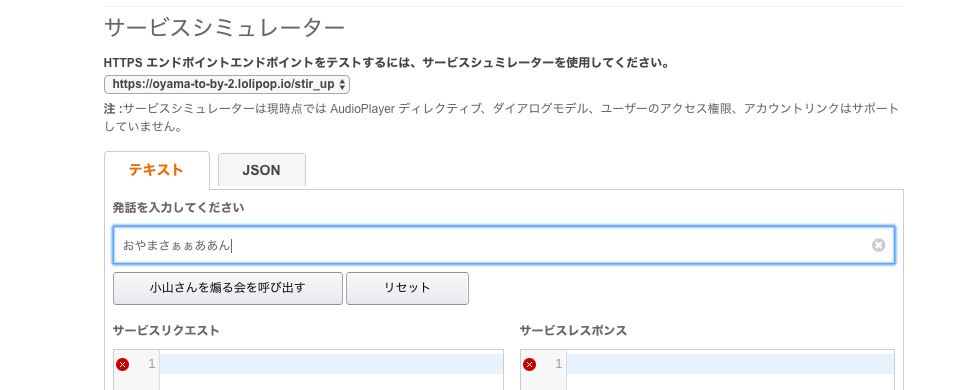 サービスシミュレーター
HTTPS エンドポイントエンドポイントをテストするには、サービスシュミレーターを使用してください。
https://oyama-to-by-2.lolipop.io/stir_up
注 :サービスシミュレーターは現時点では AudioPlayer ディレクティブ、ダイアログモデル、ユーザーのアクセス権限、アカウントリンクはサポート
していません。
テキスト JSON
発話を入力してください
おやまさぁぁああん
小山さんを煽る会を呼び出す リセット
サービスリクエスト サービスレスポンス
1 1